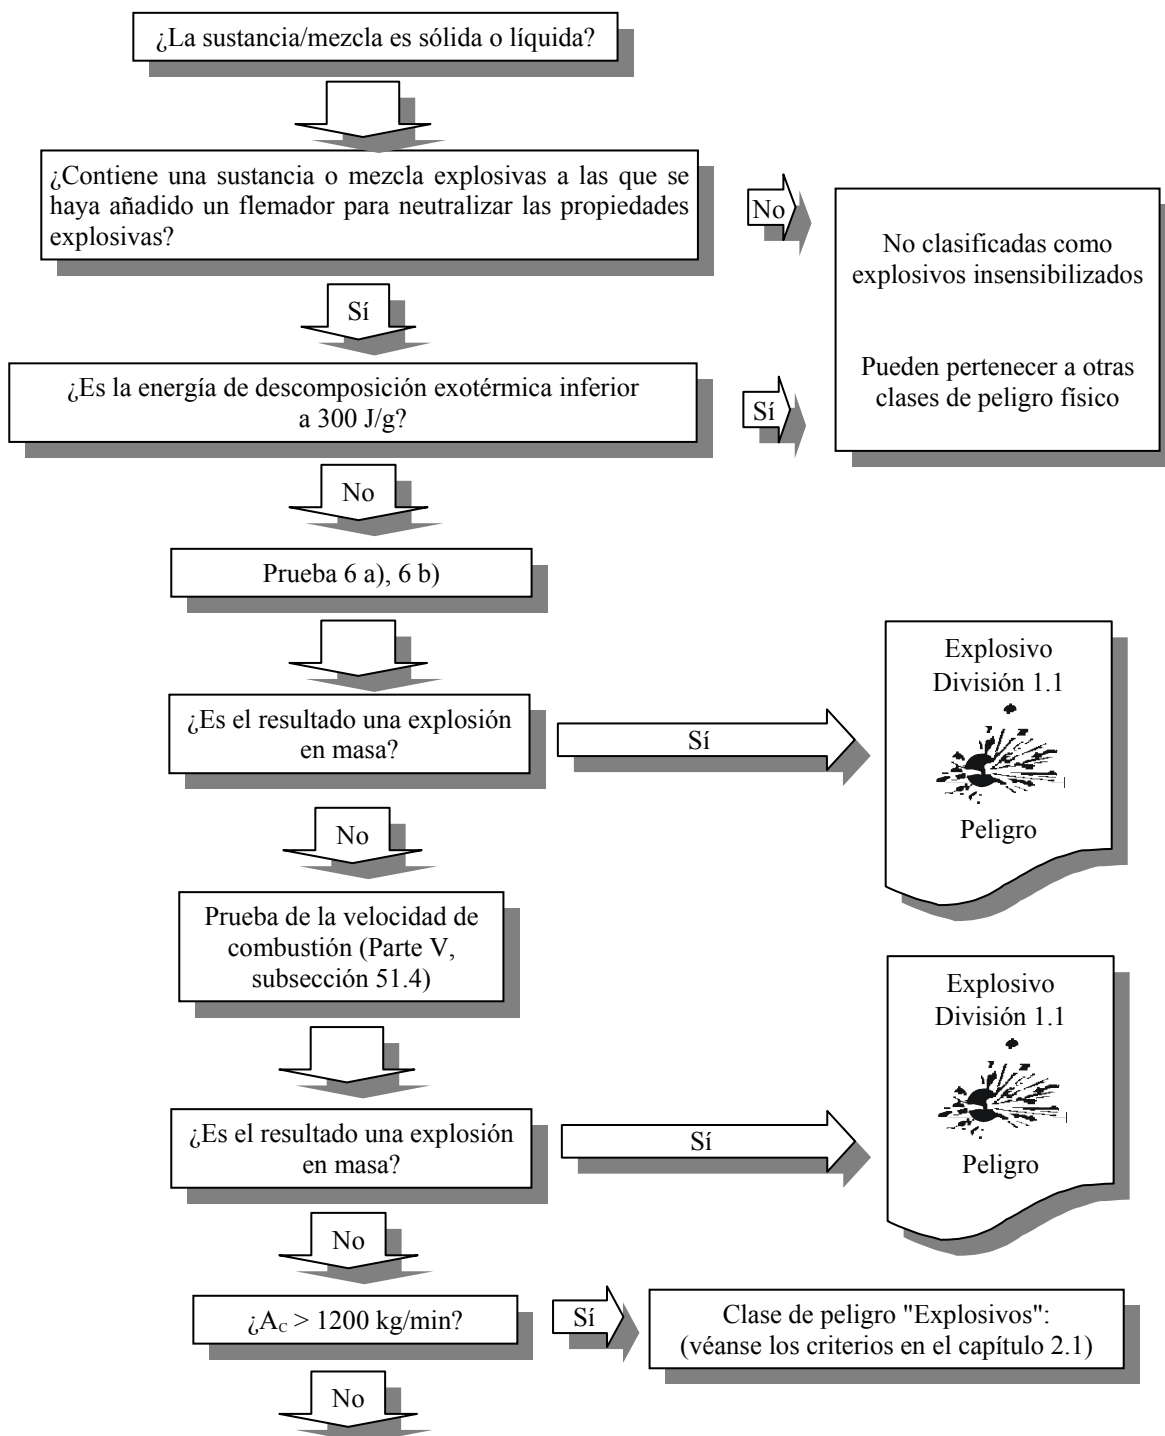 ¿La sustancia/mezcla es sólida o líquida?
¿Contiene una sustancia o mezcla explosivas a las que se
haya añadido un flemador para neutralizar las propiedades
explosivas?
No
No clasificadas como
explosivos insensibilizados
Pueden pertenecer a otras
clases de peligro físico
Sí
¿Es la energía de descomposición exotérmica inferior
a 300 J/g?
Sí
No
Prueba 6 a), 6 b)
¿Es el resultado una explosión
en masa?
Sí
Explosivo
División 1.1
Peligro
No
Prueba de la velocidad de
combustión (Parte V,
subsección 51.4)
¿Es el resultado una explosión
en masa?
Sí
Explosivo
División 1.1
Peligro
No
¿A_C > 1200 kg/min?
Sí
Clase de peligro "Explosivos":
(véanse los criterios en el capítulo 2.1)
No